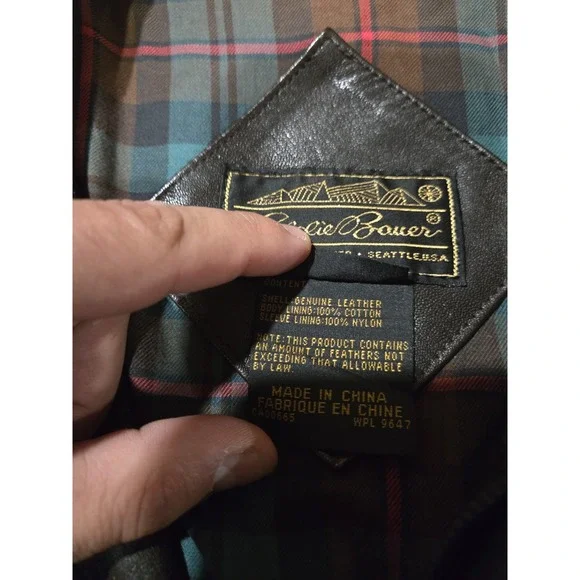 Eddie Bauer ®
• SEATTLE, U.S.A.
CONTENT
SHELL: GENUINE LEATHER
BODY LINING: 100% COTTON
SLEEVE LINING: 100% NYLON
NOTE: THIS PRODUCT CONTAINS
AN AMOUNT OF FEATHERS NOT
EXCEEDING THAT ALLOWABLE
BY LAW.
MADE IN CHINA
FABRIQUE EN CHINE
WPL 9647